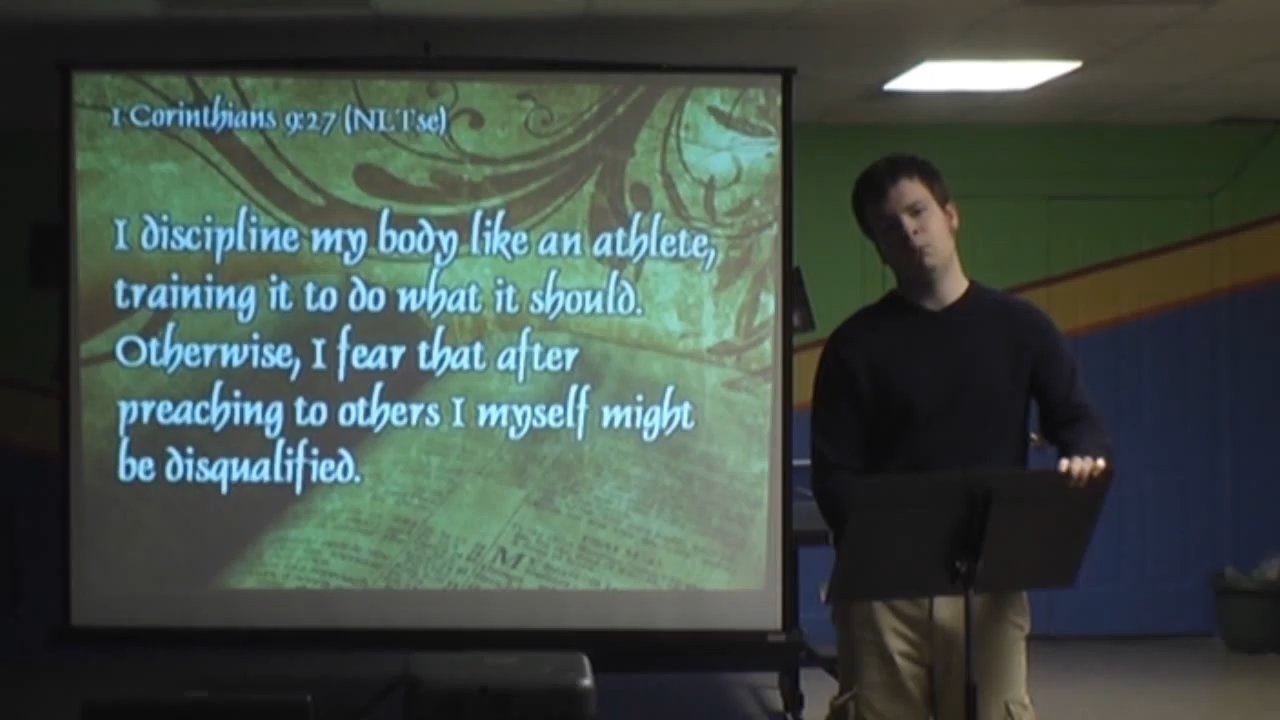 1 Corinthians 9:27 (NLTse)
I discipline my body like an athlete,
training it to do what it should.
Otherwise, I fear that after
preaching to others I myself might
be disqualified.